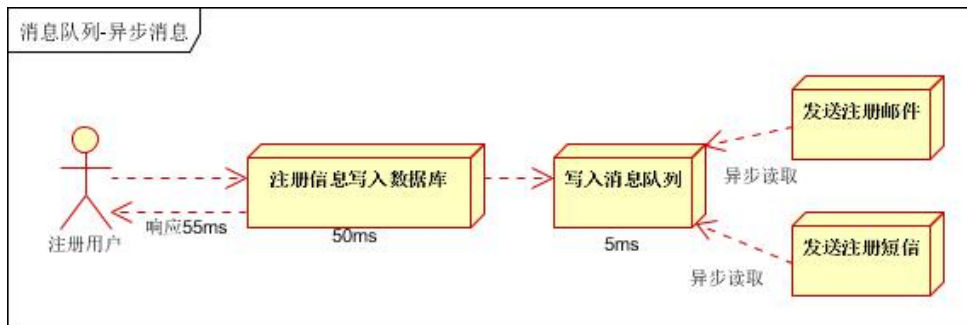 消息队列-异步消息
发送注册邮件
注册信息写入数据库
写入消息队列
异步读取
响应55ms
注册用户
50ms
5ms
发送注册短信
异步读取